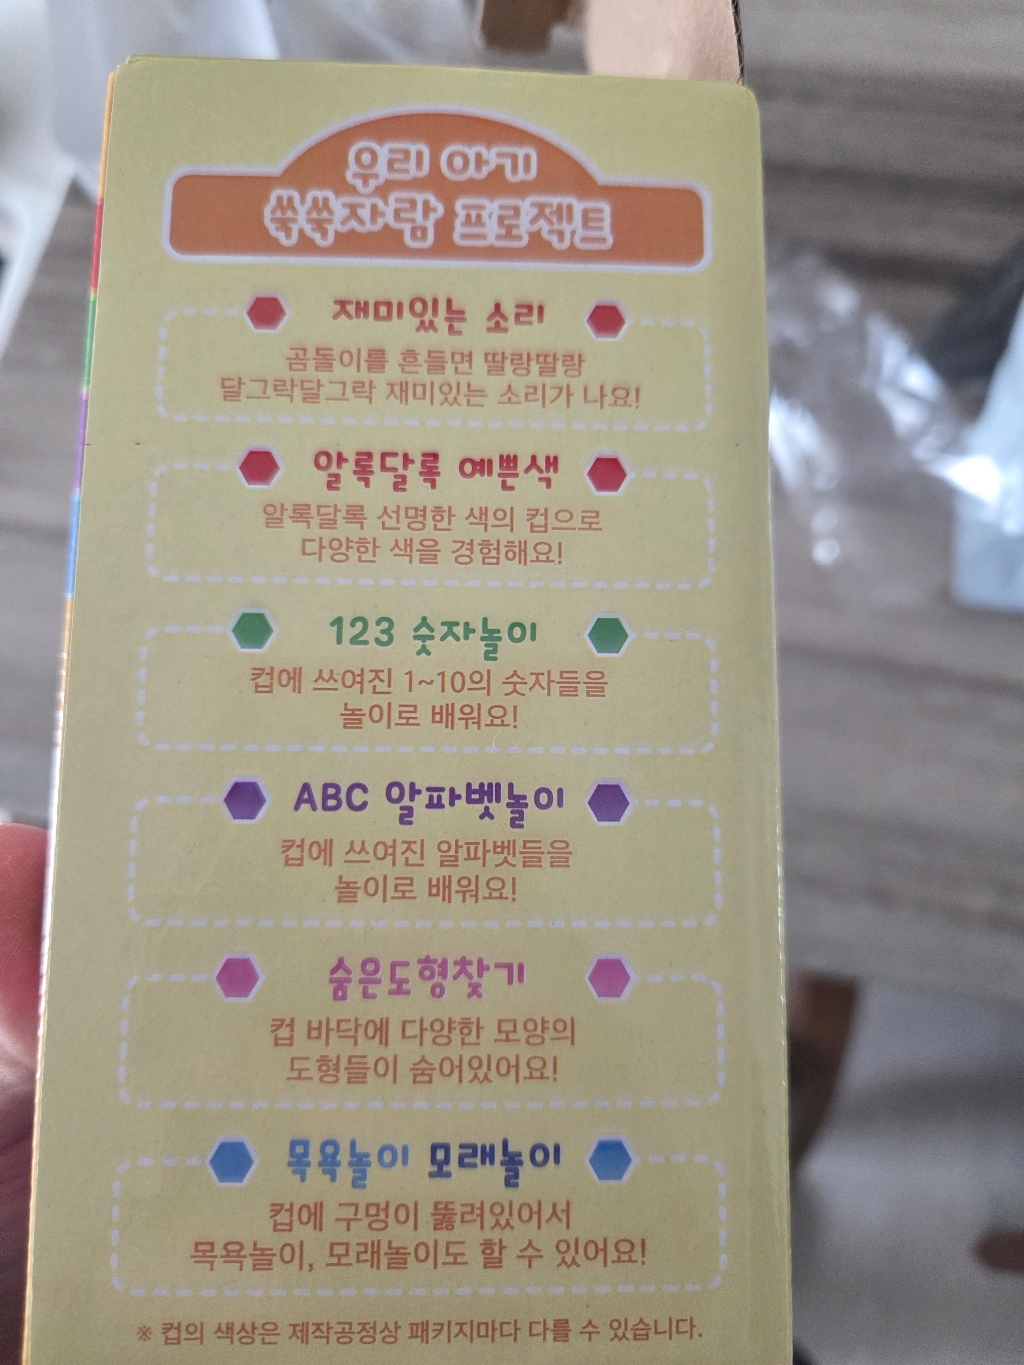 우리 아기
쑥쑥자람 프로젝트
재미있는 소리
곰돌이를 흔들면 딸랑딸랑
달그락달그락 재미있는 소리가 나요!
알록달록 예쁜색
알록달록 선명한 색의 컵으로
다양한 색을 경험해요!
123 숫자놀이
컵에 쓰여진 1~10의 숫자들을
놀이로 배워요!
ABC 알파벳놀이
컵에 쓰여진 알파벳들을
놀이로 배워요!
숨은도형찾기
컵 바닥에 다양한 모양의
도형들이 숨어있어요!
목욕놀이 모래놀이
컵에 구멍이 뚫려있어서
목욕놀이, 모래놀이도 할 수 있어요!
※ 컵의 색상은 제작공정상 패키지마다 다를 수 있습니다.